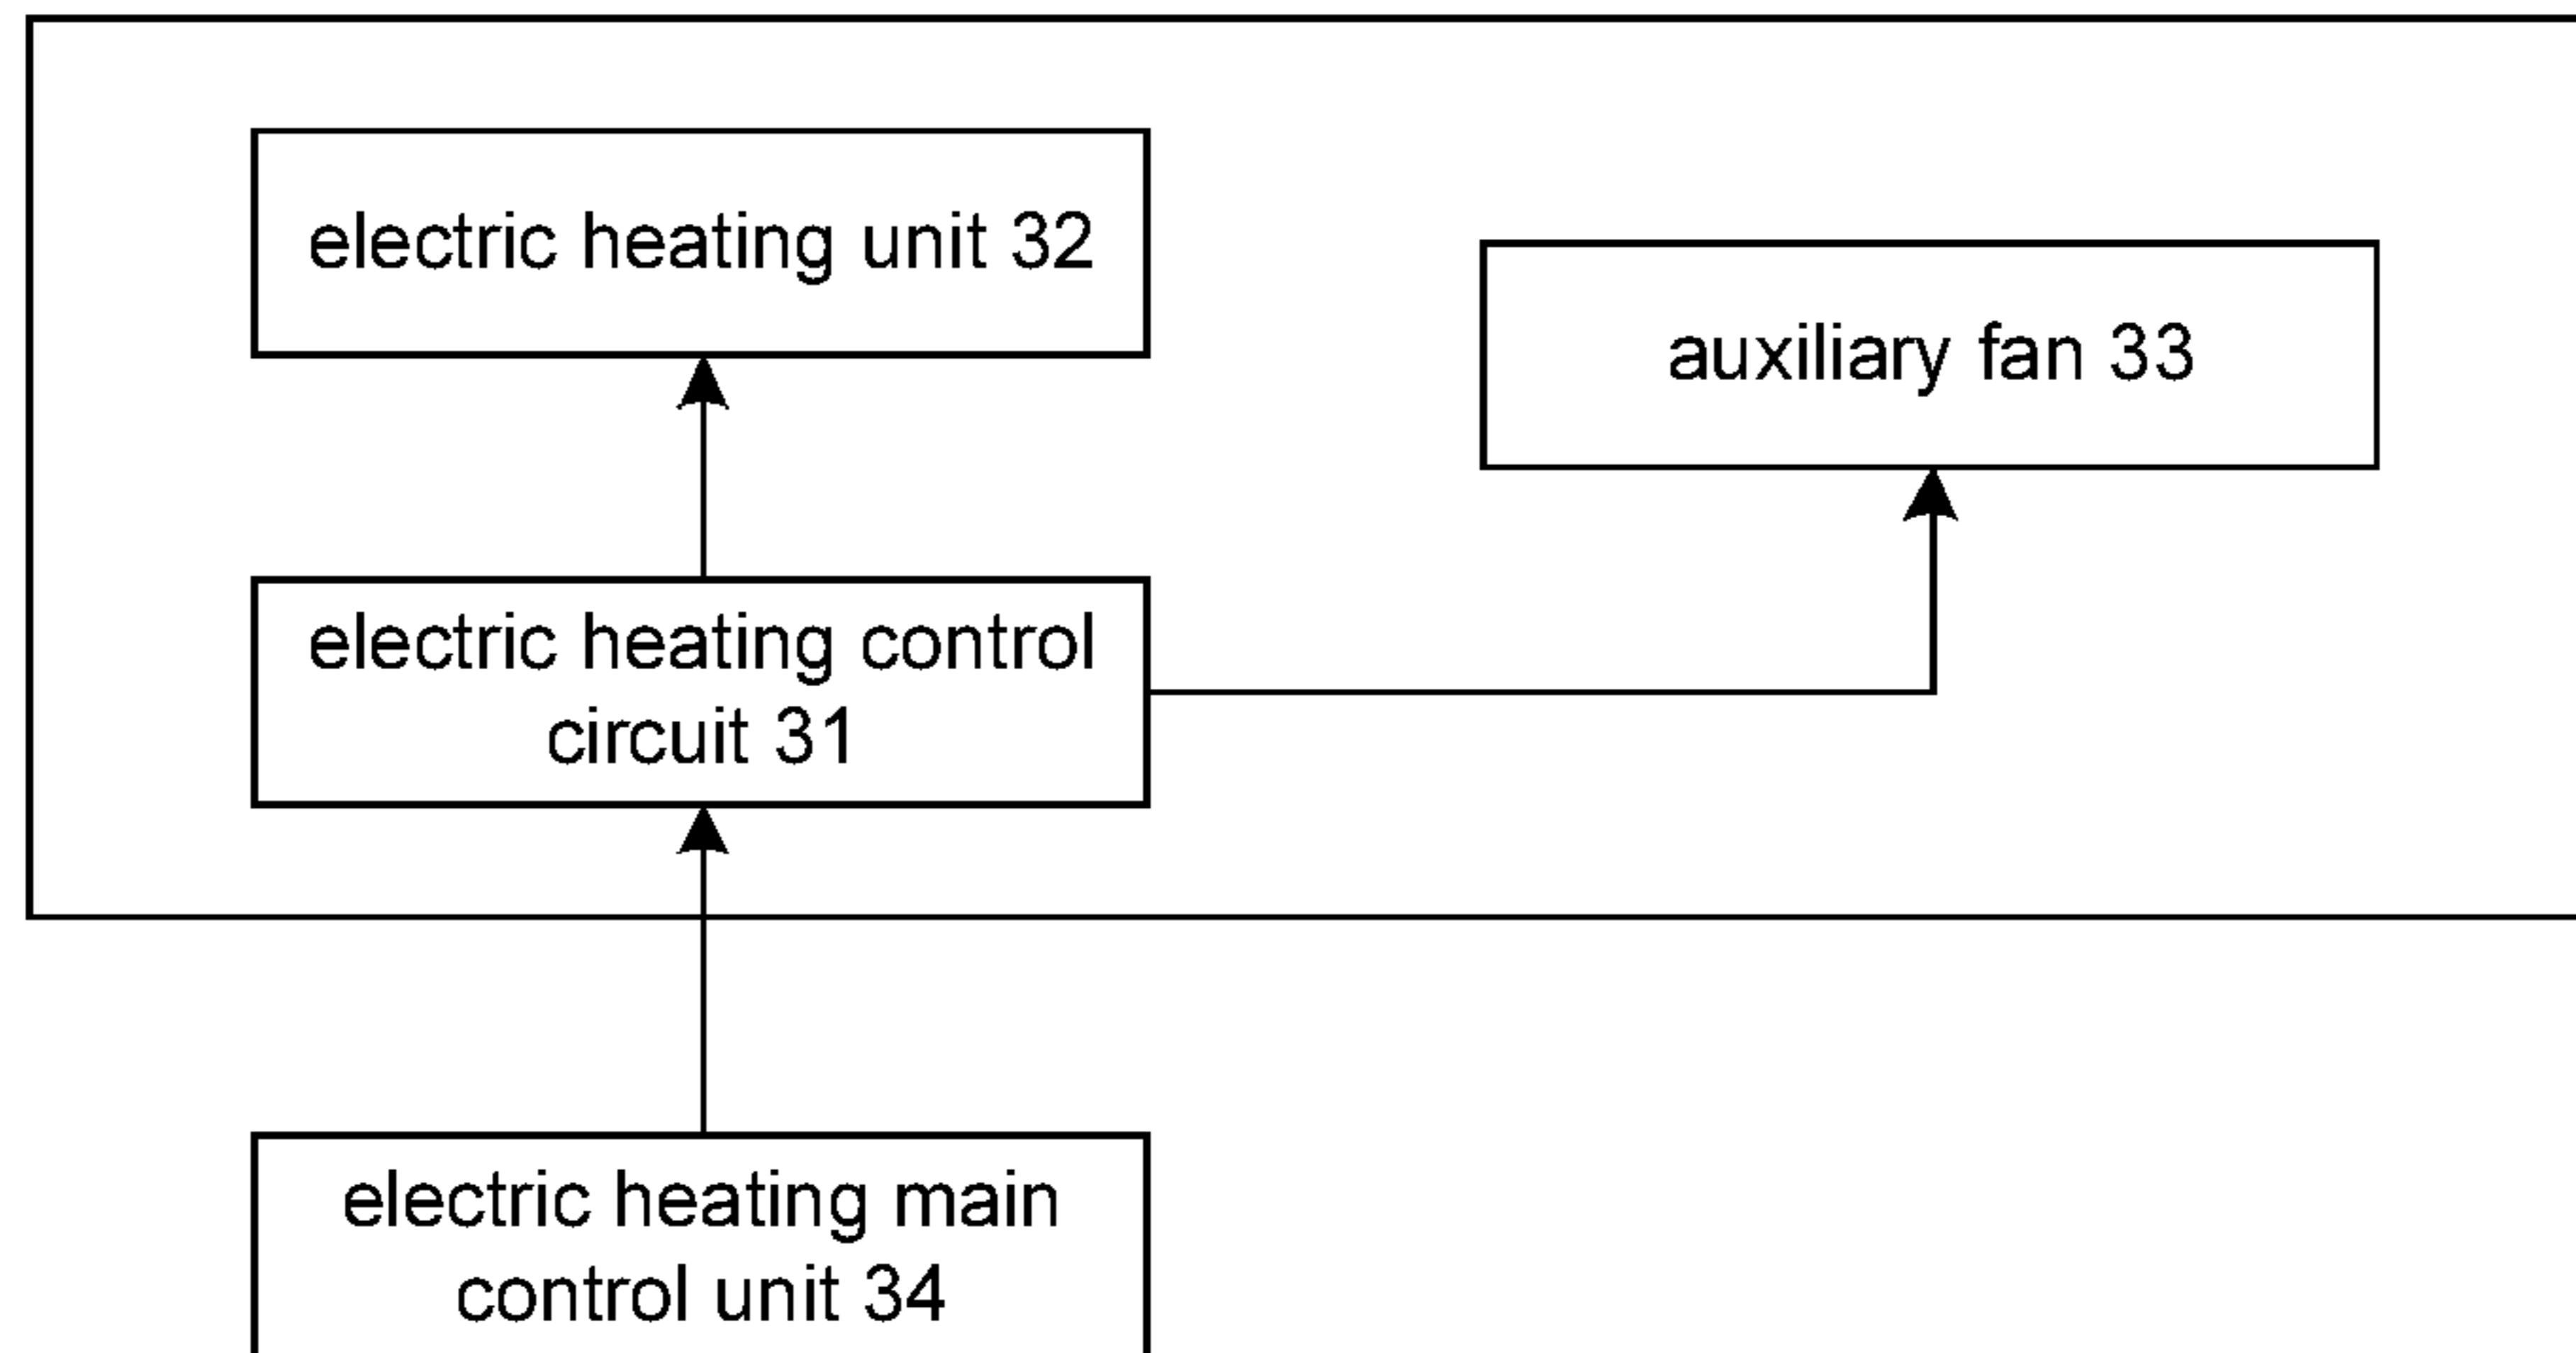 electric heating unit 32
auxiliary fan 33
electric heating control
circuit 31
electric heating main
control unit 34